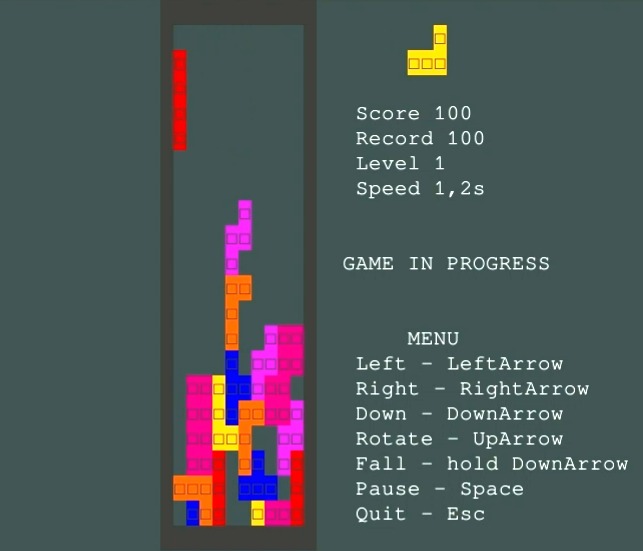 Score 100
Record 100
Level 1
Speed 1,2s
GAME IN PROGRESS
MENU
Left - LeftArrow
Right - RightArrow
Down - DownArrow
Rotate - UpArrow
Fall - hold DownArrow
Pause - Space
Quit - Esc